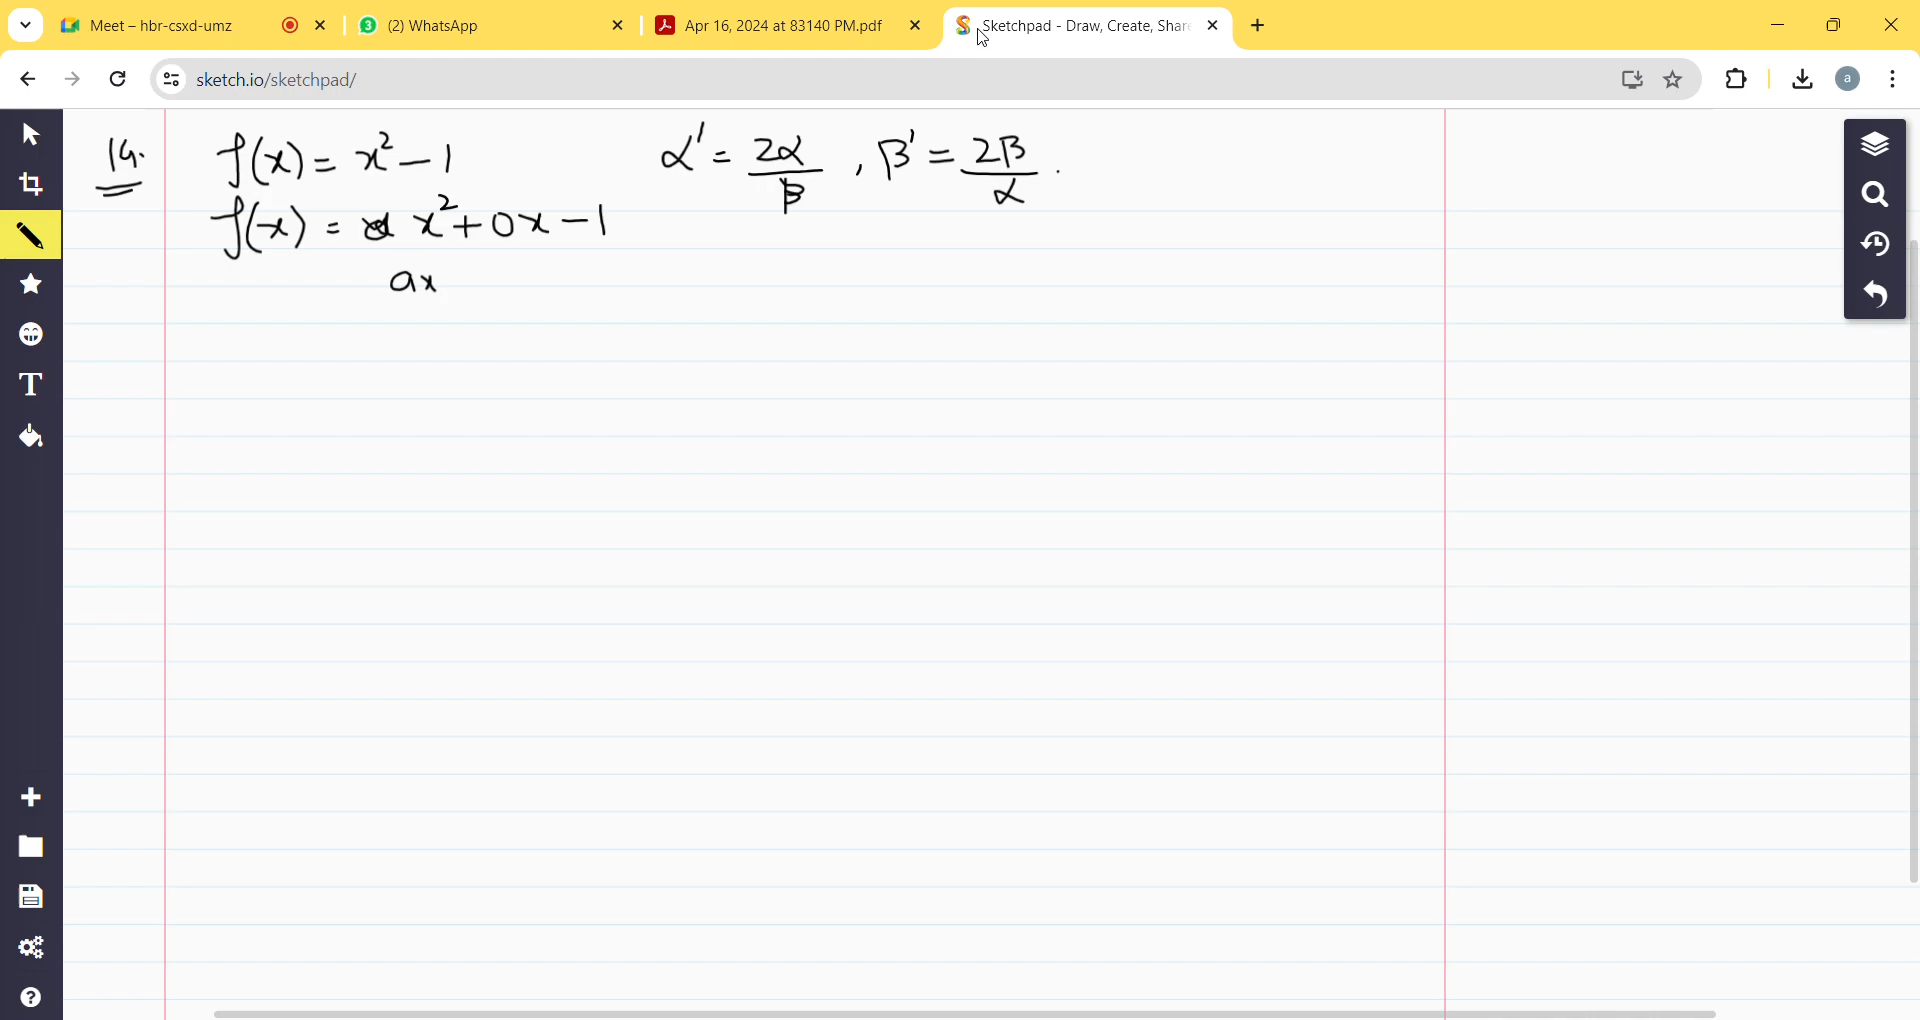 Meet – hbr-csxd-umz
(2) WhatsApp
Apr 16, 2024 at 83140 PM.pdf
Sketchpad - Draw, Create, Shar
sketch.io/sketchpad/
a
3
T
14. f(x) = x² – 1 α' = 2α/β , β' = 2β/α .
f(x) = x² + 0x – 1
ax